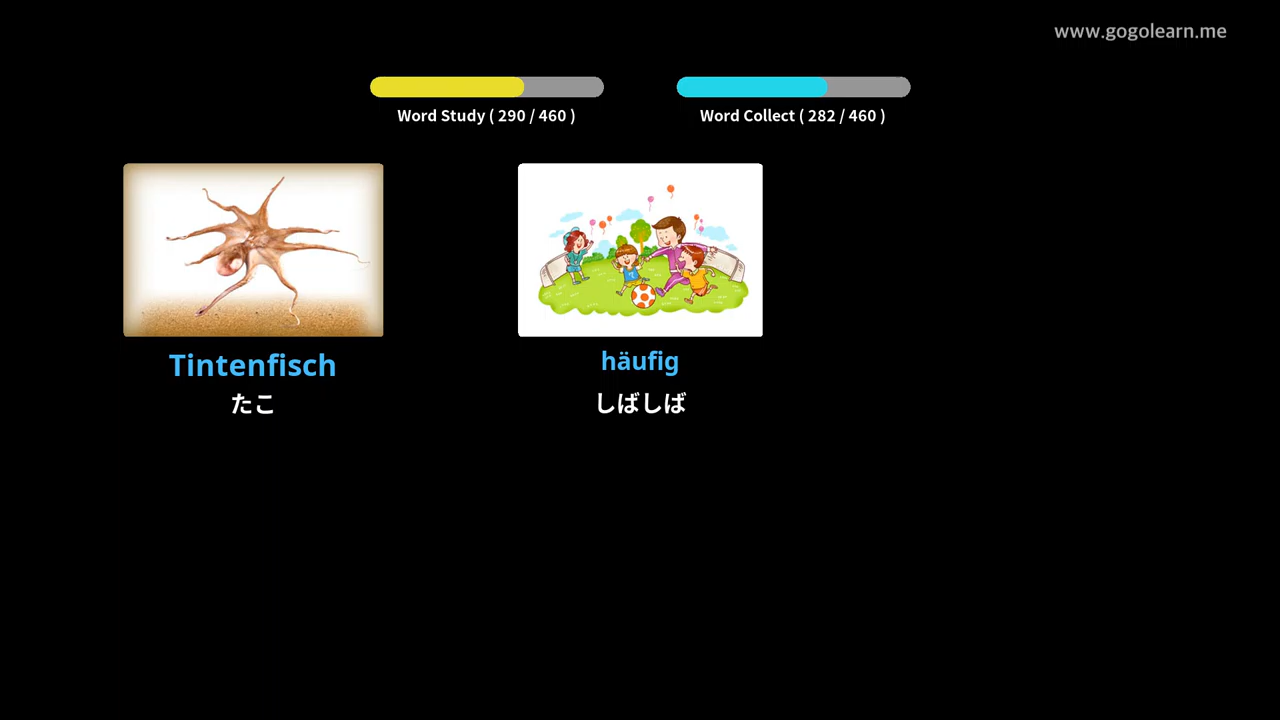 www.gogolearn.me
Word Study ( 290 / 460 )
Word Collect ( 282 / 460 )
Tintenfisch
たこ
häufig
しばしば